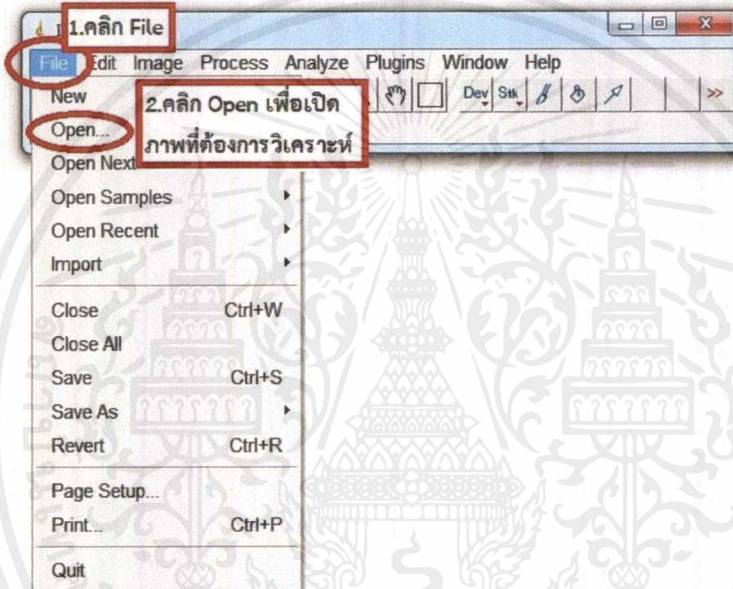 1.คลิก File
File Edit Image Process Analyze Plugins Window Help
Dev Stk >>
2.คลิก Open เพื่อเปิด
ภาพที่ต้องการวิเคราะห์
New
Open...
Open Next
Open Samples
Open Recent
Import
Close Ctrl+W
Close All
Save Ctrl+S
Save As
Revert Ctrl+R
Page Setup...
Print... Ctrl+P
Quit